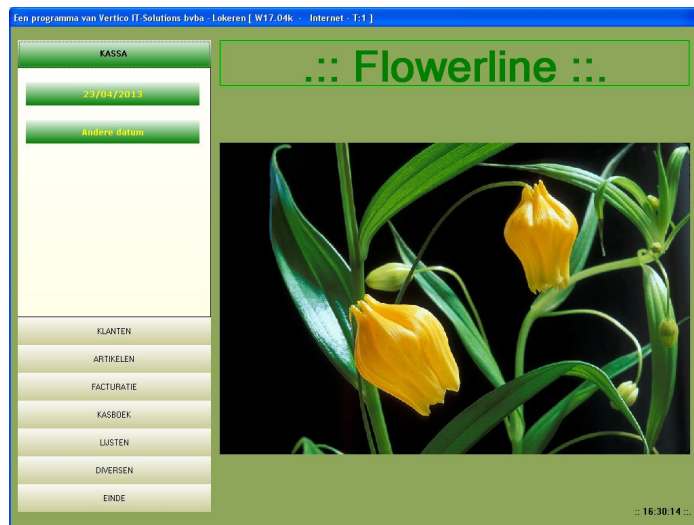 Een programma van Vertico IT-Solutions bvba - Lokeren [ W17.04k - Internet - T:1 ]
KASSA
23/04/2013
Andere datum
KLANTEN
ARTIKELEN
FACTURATIE
KASBOEK
LIJSTEN
DIVERSEN
EINDE
.:: Flowerline ::.
:: 16:30:14 ::.